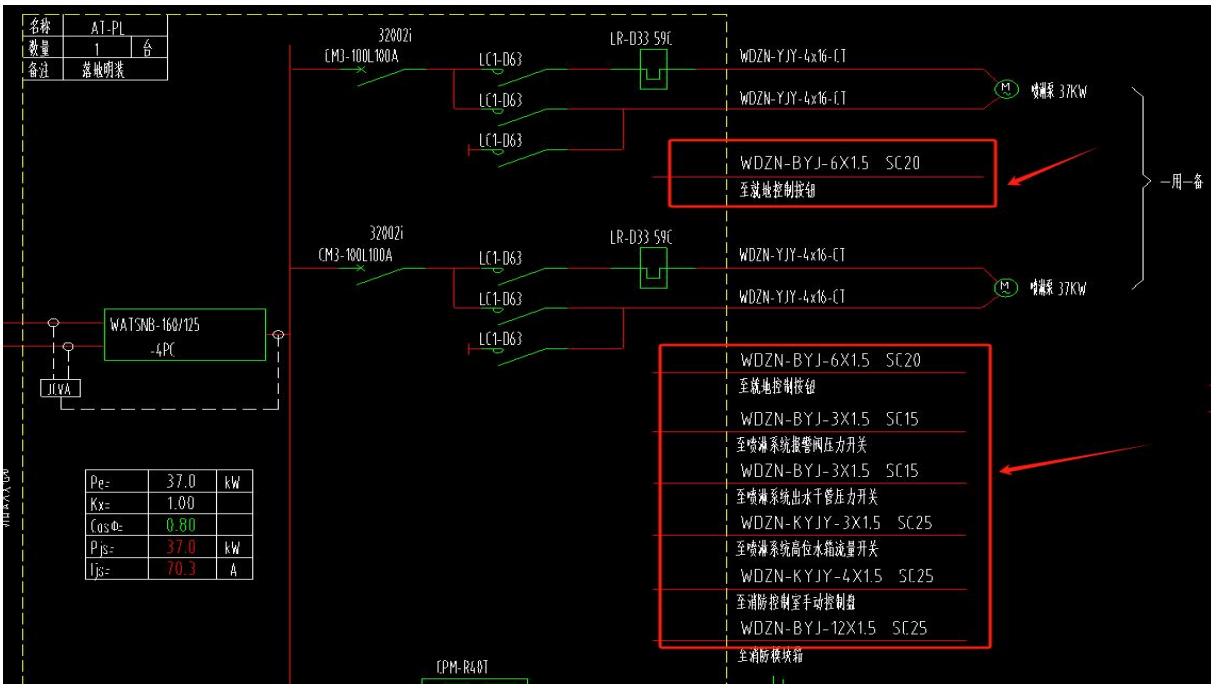 名称 AT-PL
数量 1 台
备注 落地明装
32002i
CM3-100L100A
LC1-D63
LR-D33 59C
WDZN-YJY-4x16-CT
LC1-D63
WDZN-YJY-4x16-CT
M
~
喷淋泵 37KW
LC1-D63
WDZN-BYJ-6X1.5 SC20
至就地控制按钮
一用一备
32002i
CM3-100L100A
LC1-D63
LR-D33 59C
WDZN-YJY-4x16-CT
LC1-D63
WDZN-YJY-4x16-CT
M
~
喷淋泵 37KW
LC1-D63
WATSNB-160/125
-4PC
WDZN-BYJ-6X1.5 SC20
至就地控制按钮
WDZN-BYJ-3X1.5 SC15
至喷淋系统报警阀压力开关
WDZN-BYJ-3X1.5 SC15
至喷淋系统出水干管压力开关
WDZN-KYJY-3X1.5 SC25
至喷淋系统高位水箱流量开关
WDZN-KYJY-4X1.5 SC25
至消防控制室手动控制盘
WDZN-BYJ-12X1.5 SC25
至消防模块箱
Pe= 37.0 kW
Kx= 1.00
CosΦ= 0.80
Pjs= 37.0 kW
Ijs= 70.3 A
CPM-R48T